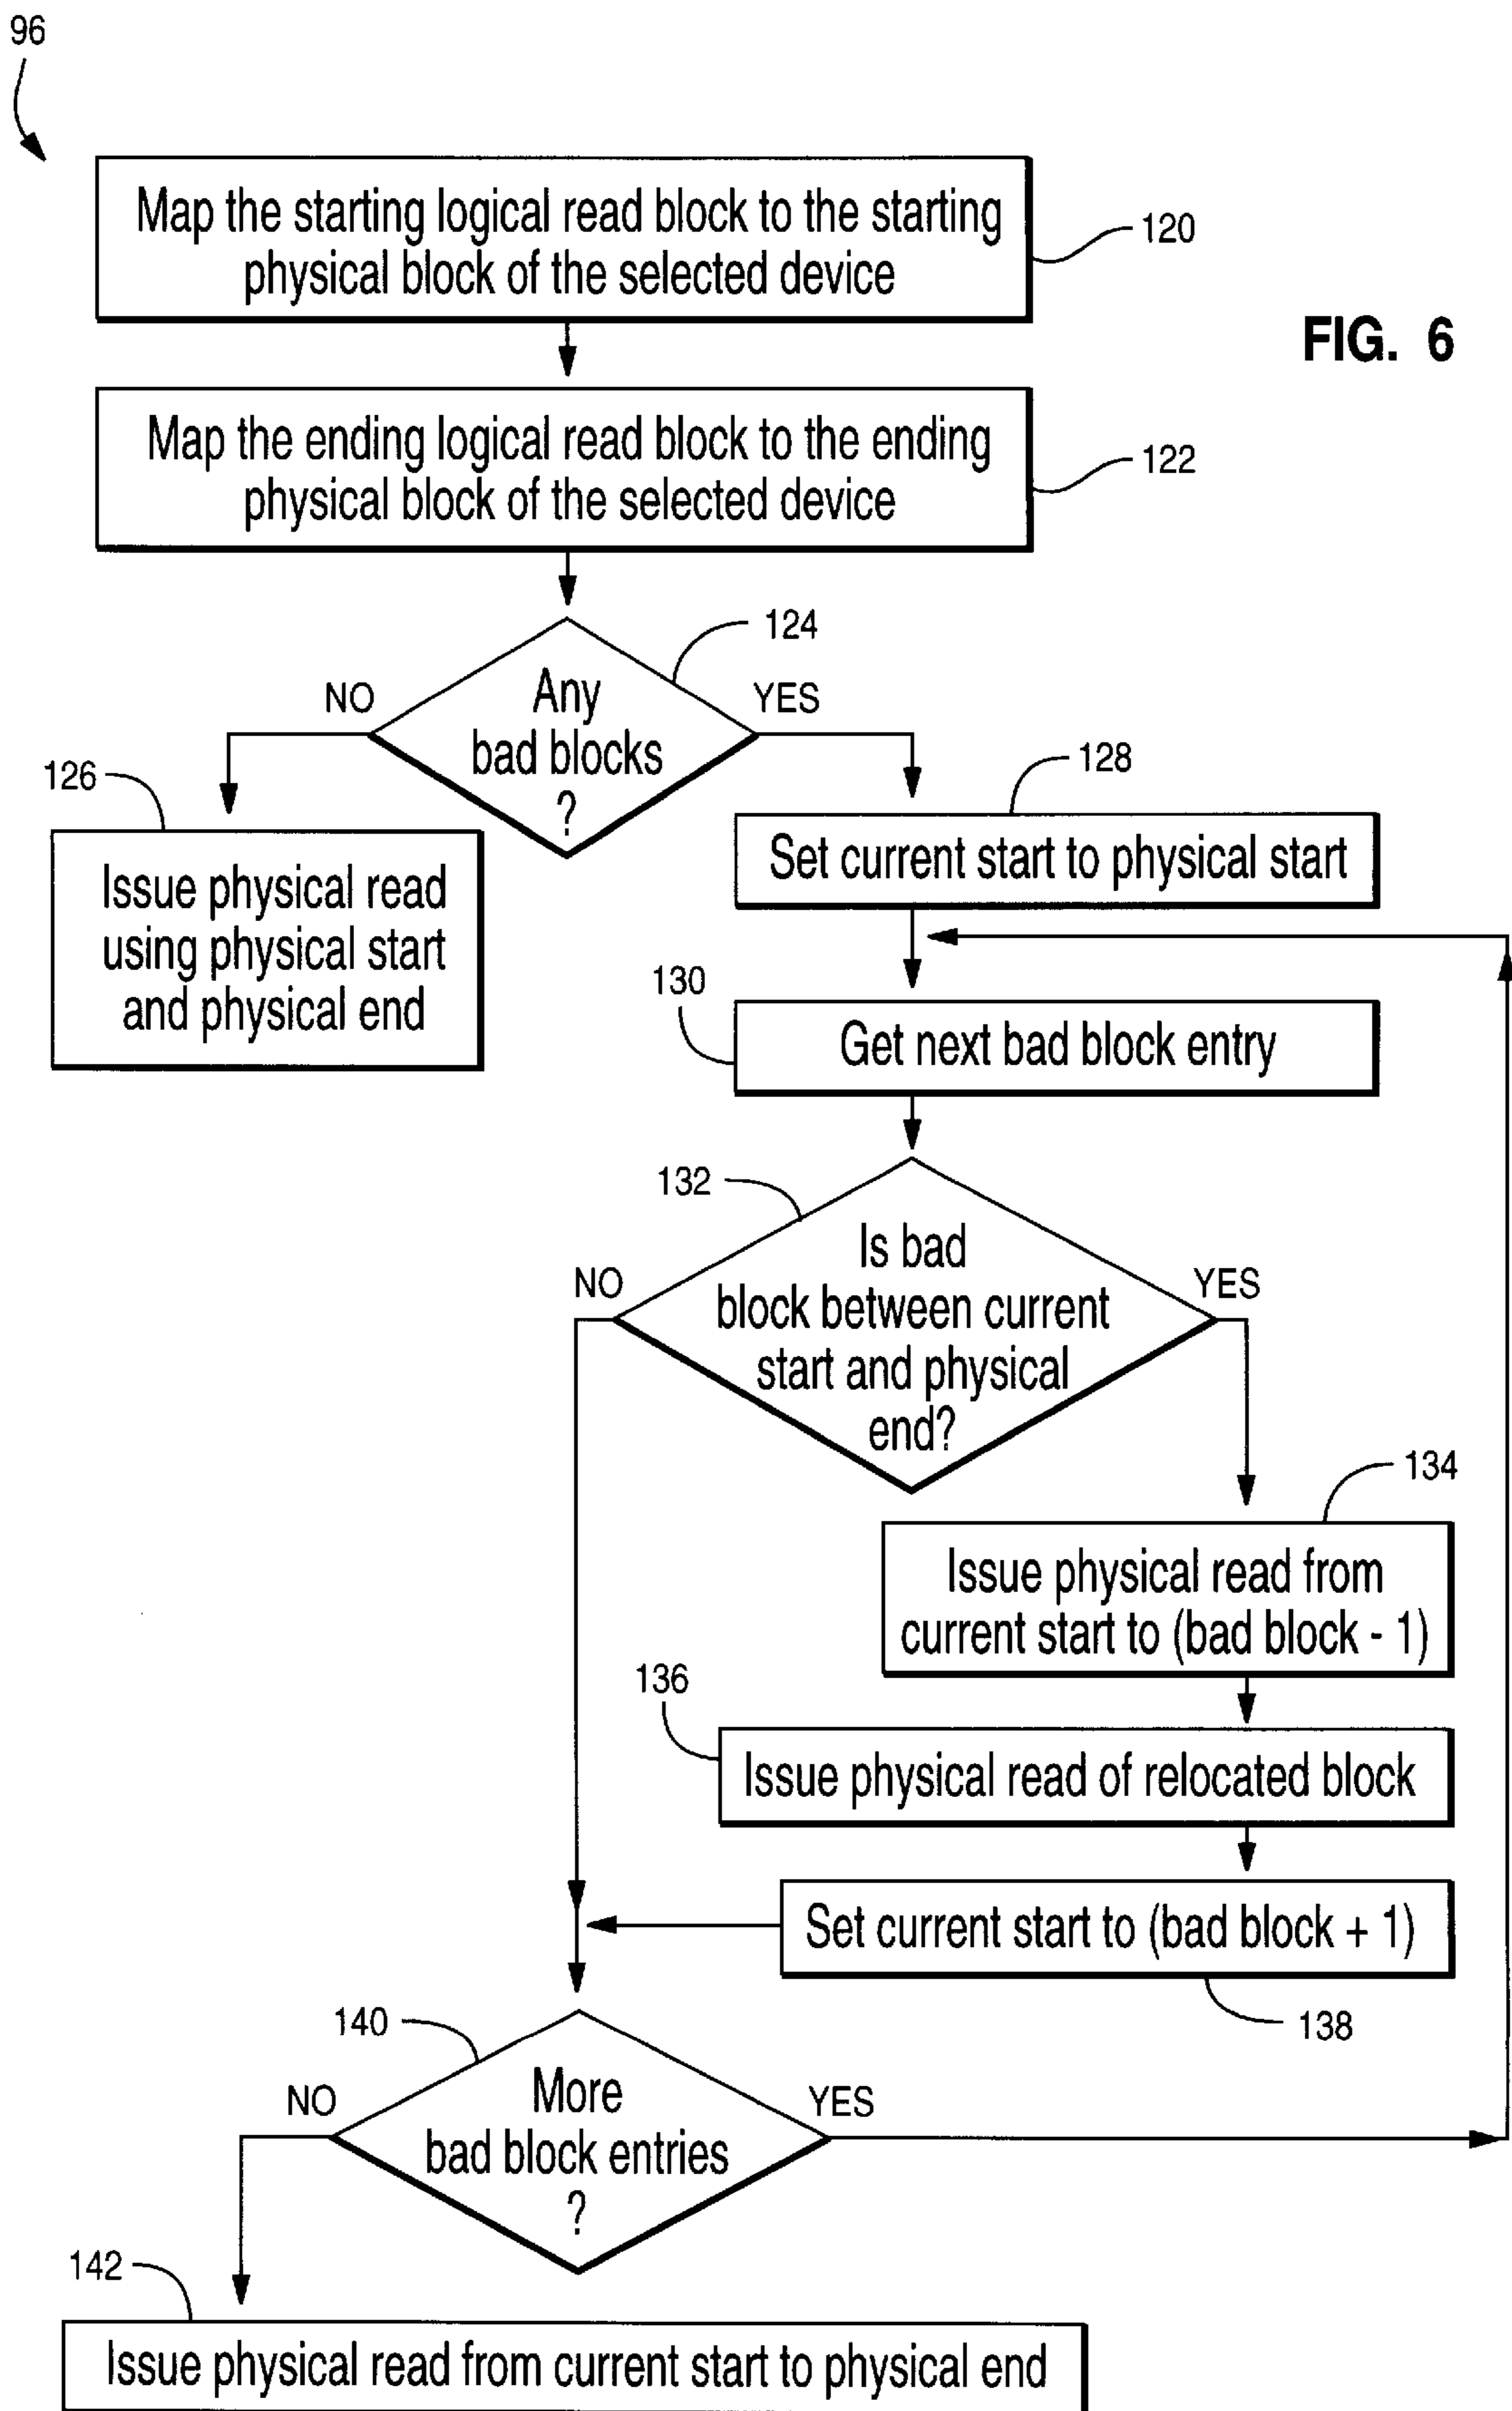 96
Map the starting logical read block to the starting
physical block of the selected device
120
FIG. 6
Map the ending logical read block to the ending
physical block of the selected device
122
124
NO
YES
Any
bad blocks
?
126
Issue physical read
using physical start
and physical end
128
Set current start to physical start
130
Get next bad block entry
132
NO
YES
Is bad
block between current
start and physical
end?
134
Issue physical read from
current start to (bad block - 1)
136
Issue physical read of relocated block
Set current start to (bad block + 1)
138
140
NO
YES
More
bad block entries
?
142
Issue physical read from current start to physical end